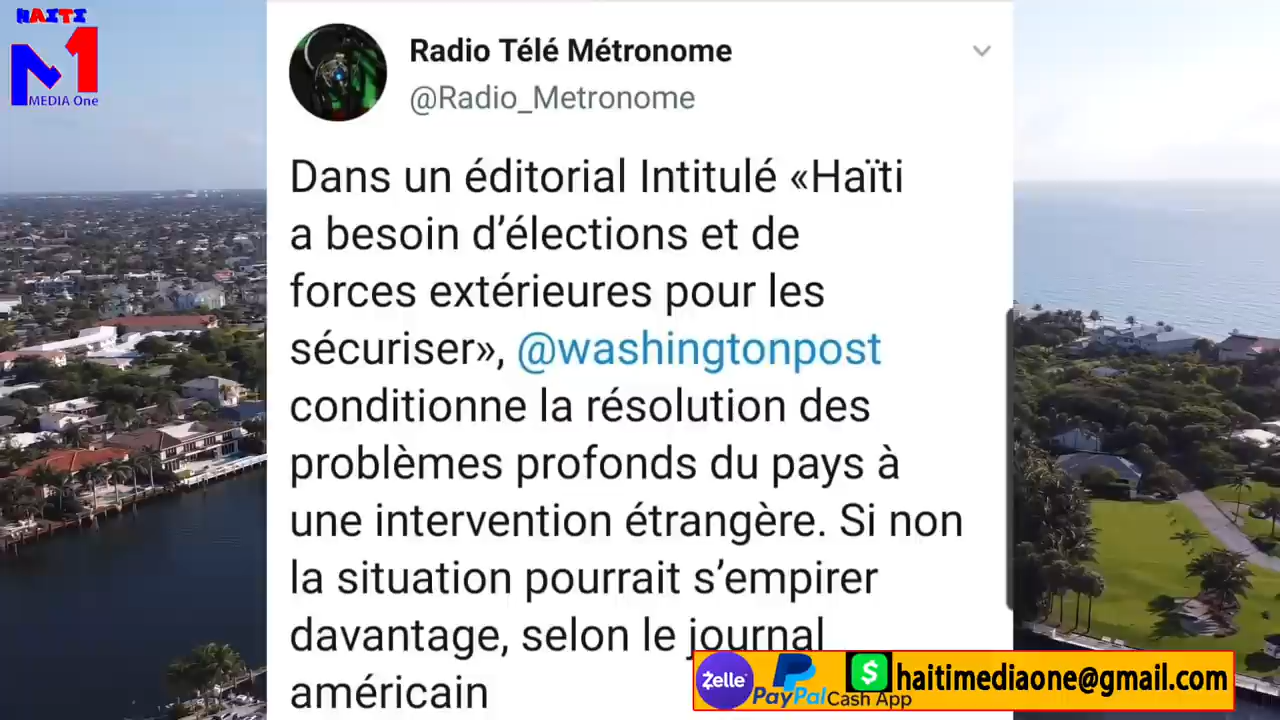 HAITI
M1
MEDIA One
Radio Télé Métronome
@Radio_Metronome
Dans un éditorial Intitulé «Haïti
a besoin d’élections et de
forces extérieures pour les
sécuriser», @washingtonpost
conditionne la résolution des
problèmes profonds du pays à
une intervention étrangère. Si non
la situation pourrait s’empirer
davantage, selon le journal
américain
Zelle
PayPal
$
Cash App
haitimediaone@gmail.com